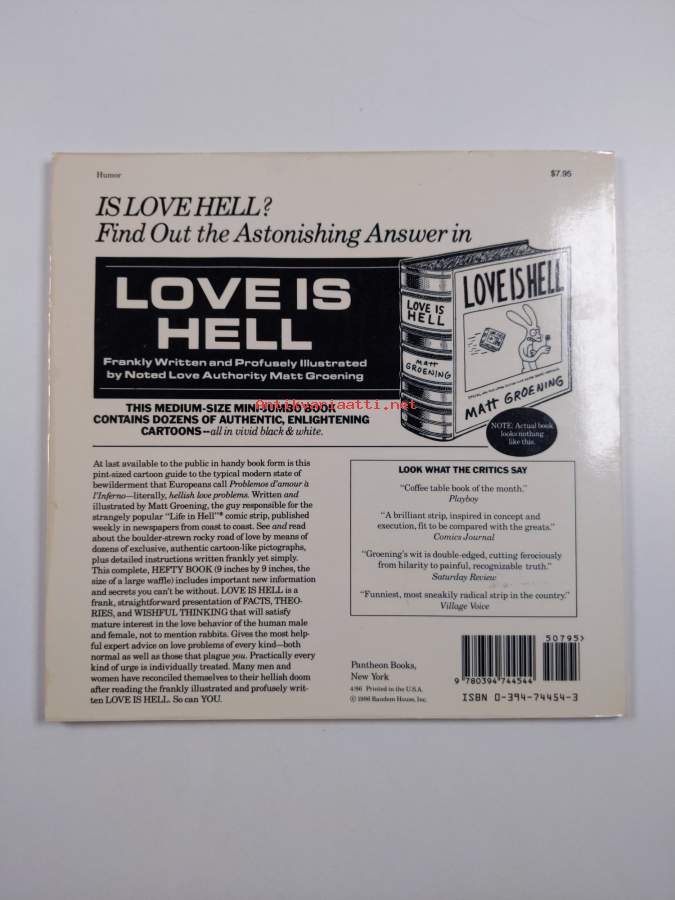 Humor
$7.95
IS LOVE HELL?
Find Out the Astonishing Answer in
LOVE IS
HELL
Frankly Written and Profusely Illustrated
by Noted Love Authority Matt Groening
LOVE IS
HELL
MATT
GROENING
LOVE IS HELL
MATT GROENING
Antikvariaatti.net
THIS MEDIUM-SIZE MINI-JUMBO BOOK
CONTAINS DOZENS OF AUTHENTIC, ENLIGHTENING
CARTOONS—all in vivid black & white.
NOTE: Actual book
looks nothing
like this.
At last available to the public in handy book form is this
pint-sized cartoon guide to the typical modern state of
bewilderment that Europeans call Problemos d'amour à
l'Inferno—literally, hellish love problems. Written and
illustrated by Matt Groening, the guy responsible for the
strangely popular "Life in Hell"® comic strip, published
weekly in newspapers from coast to coast. See and read
about the boulder-strewn rocky road of love by means of
dozens of exclusive, authentic cartoon-like pictographs,
plus detailed instructions written frankly yet simply.
This complete, HEFTY BOOK (9 inches by 9 inches, the
size of a large waffle) includes important new information
and secrets you can't be without. LOVE IS HELL is a
frank, straightforward presentation of FACTS, THEO-
RIES, and WISHFUL THINKING that will satisfy
mature interest in the love behavior of the human male
and female, not to mention rabbits. Gives the most help-
ful expert advice on love problems of every kind—both
normal as well as those that plague you. Practically every
kind of urge is individually treated. Many men and
women have reconciled themselves to their hellish doom
after reading the frankly illustrated and profusely writ-
ten LOVE IS HELL. So can YOU.
LOOK WHAT THE CRITICS SAY
"Coffee table book of the month."
Playboy
"A brilliant strip, inspired in concept and
execution, fit to be compared with the greats."
Comics Journal
"Groening's wit is double-edged, cutting ferociously
from hilarity to painful, recognizable truth."
Saturday Review
"Funniest, most sneakily radical strip in the country."
Village Voice
Pantheon Books,
New York
4/86 Printed in the U.S.A.
© 1986 Random House, Inc.
50795>
9 780394 744544
ISBN 0-394-74454-3